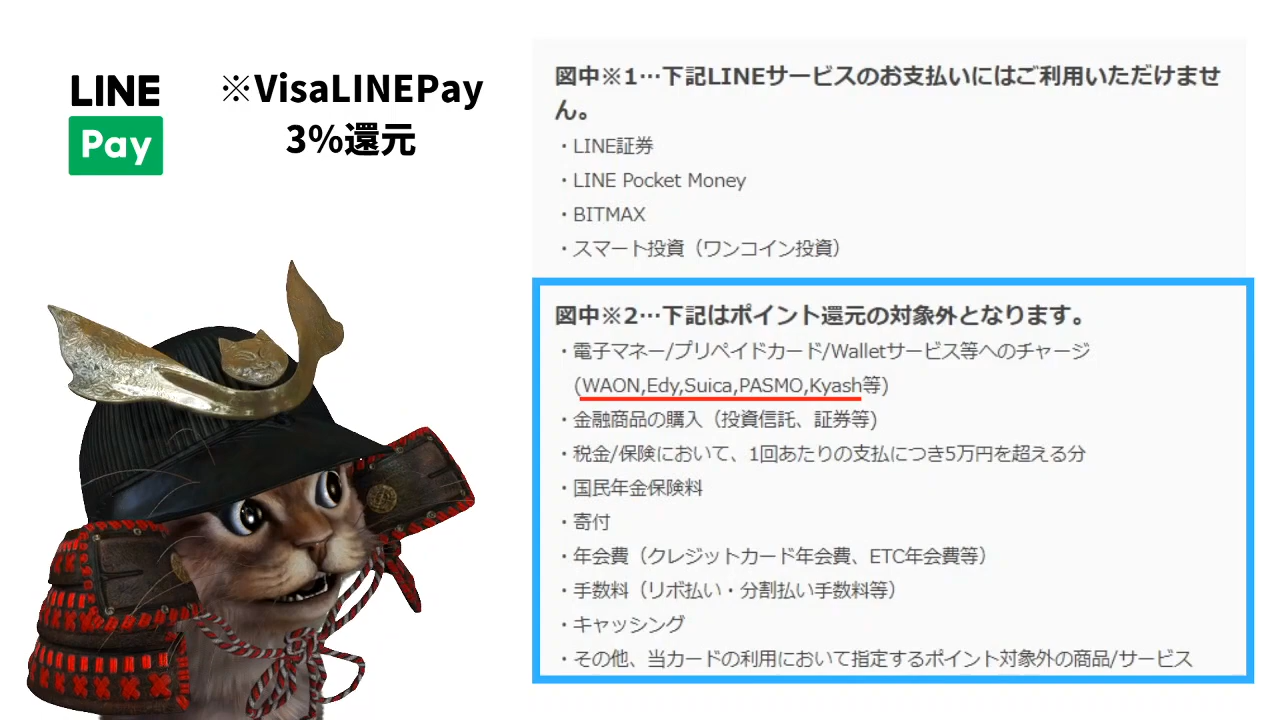 LINE
Pay
※VisaLINEPay
3%還元
図中※1…下記LINEサービスのお支払いにはご利用いただけませ
ん。
・LINE証券
・LINE Pocket Money
・BITMAX
・スマート投資（ワンコイン投資）
図中※2…下記はポイント還元の対象外となります。
・電子マネー/プリペイドカード/Walletサービス等へのチャージ
(WAON,Edy,Suica,PASMO,Kyash等)
・金融商品の購入（投資信託、証券等)
・税金/保険において、1回あたりの支払につき5万円を超える分
・国民年金保険料
・寄付
・年会費（クレジットカード年会費、ETC年会費等）
・手数料（リボ払い・分割払い手数料等）
・キャッシング
・その他、当カードの利用において指定するポイント対象外の商品/サービス